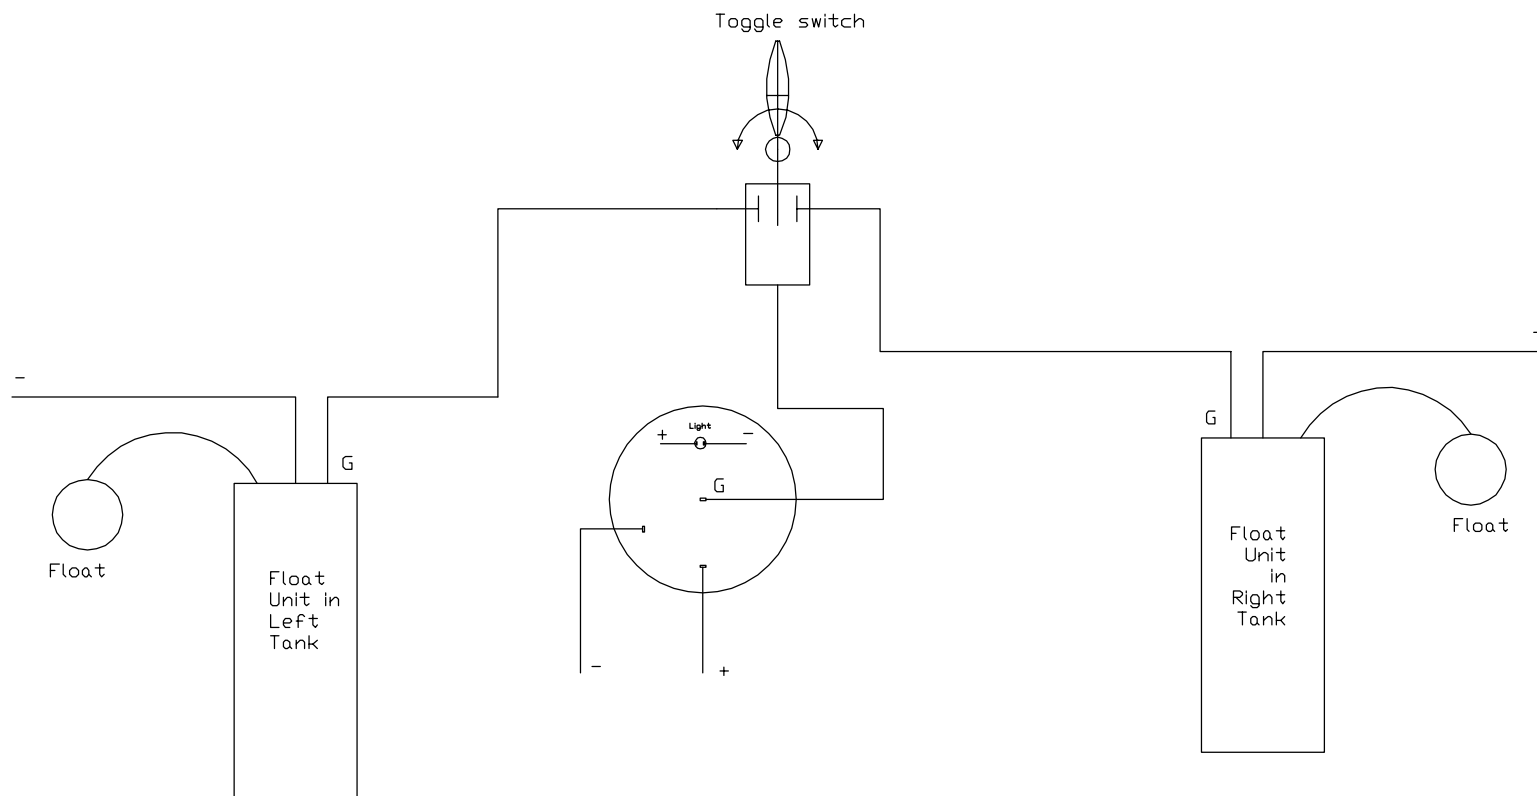 Toggle switch
-
-
G
G
Light
+ -
G
Float
Float
Float
Unit in
Left
Tank
Float
Unit
in
Right
Tank
-
+